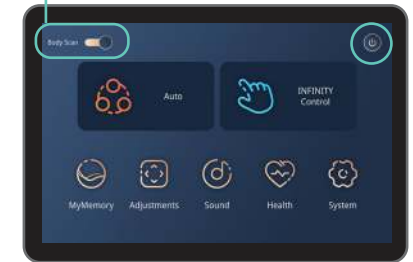 Body Scan
Auto
INFINITY
Control
MyMemory
Adjustments
Sound
Health
System